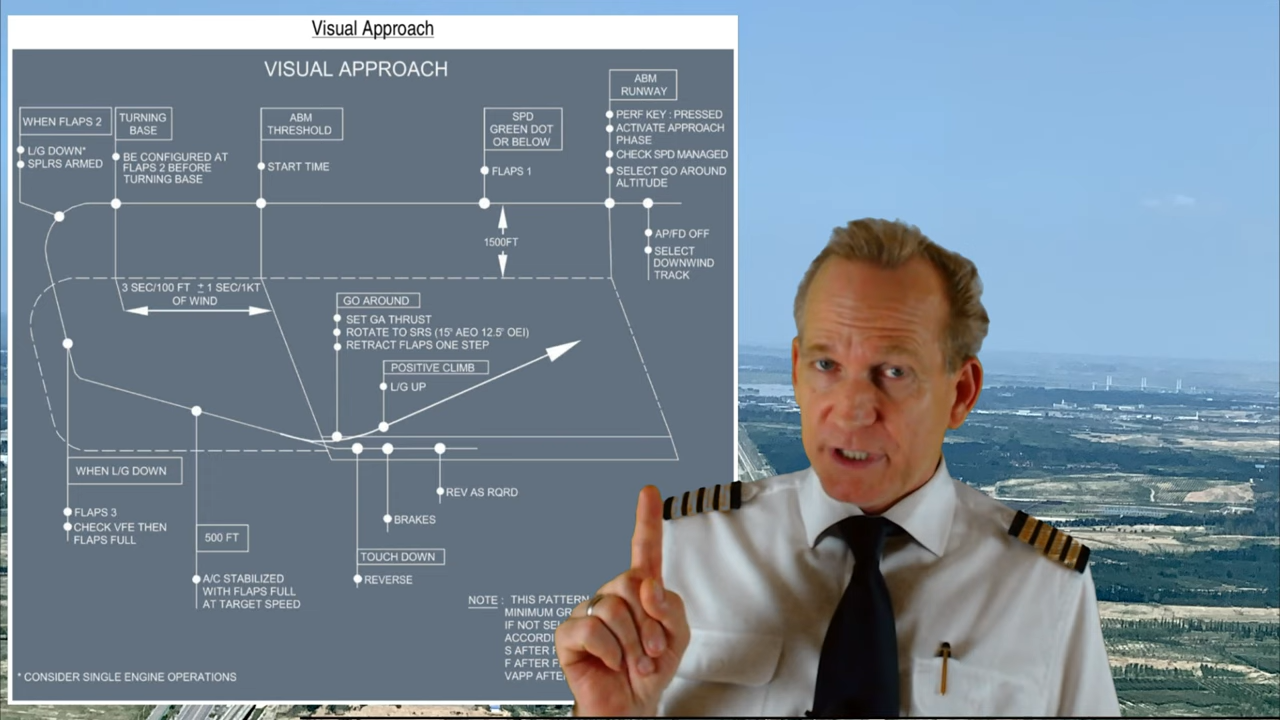 Visual Approach
VISUAL APPROACH
WHEN FLAPS 2
L/G DOWN*
SPLRS ARMED
TURNING
BASE
BE CONFIGURED AT
FLAPS 2 BEFORE
TURNING BASE
ABM
THRESHOLD
START TIME
SPD
GREEN DOT
OR BELOW
FLAPS 1
ABM
RUNWAY
PERF KEY : PRESSED
ACTIVATE APPROACH
PHASE
CHECK SPD MANAGED
SELECT GO AROUND
ALTITUDE
1500FT
AP/FD OFF
SELECT
DOWNWIND
TRACK
3 SEC/100 FT ± 1 SEC/1KT
OF WIND
GO AROUND
SET GA THRUST
ROTATE TO SRS (15° AEO 12.5° OEI)
RETRACT FLAPS ONE STEP
POSITIVE CLIMB
L/G UP
WHEN L/G DOWN
FLAPS 3
CHECK VFE THEN
FLAPS FULL
500 FT
A/C STABILIZED
WITH FLAPS FULL
AT TARGET SPEED
REV AS RQRD
BRAKES
TOUCH DOWN
REVERSE
NOTE : THIS PATTERN
MINIMUM
IF NOT
S AFTER
F AFTER
VAPP
* CONSIDER SINGLE ENGINE OPERATIONS